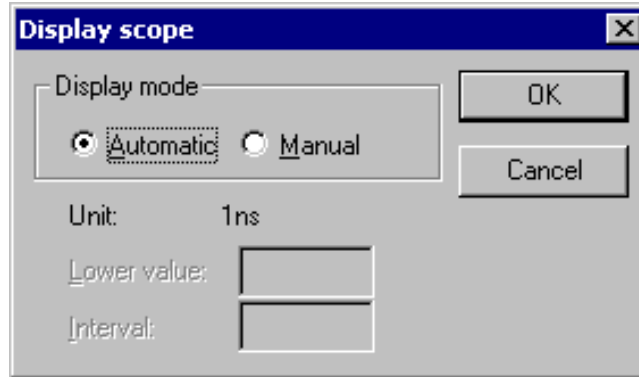 Display scope
Display mode
Automatic Manual
OK
Cancel
Unit: 1ns
Lower value:
Interval: